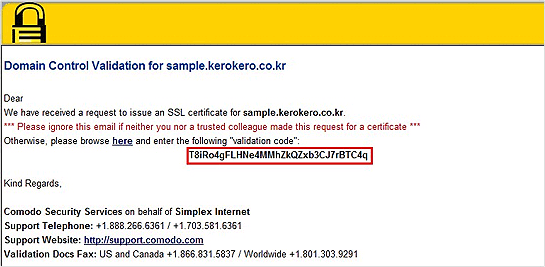 Domain Control Validation for sample.kerokero.co.kr
Dear
We have received a request to issue an SSL certificate for sample.kerokero.co.kr.
*** Please ignore this email if neither you nor a trusted colleague made this request for a certificate ***
Otherwise, please browse here and enter the following "validation code":
T8iRo4gFLHNe4MMhZkQZxb3CJ7rBTC4q
Kind Regards,
Comodo Security Services on behalf of Simplex Internet
Support Telephone: +1.888.266.6361 / +1.703.581.6361
Support Website: http://support.comodo.com
Validation Docs Fax: US and Canada +1.866.831.5837 / Worldwide +1.801.303.9291